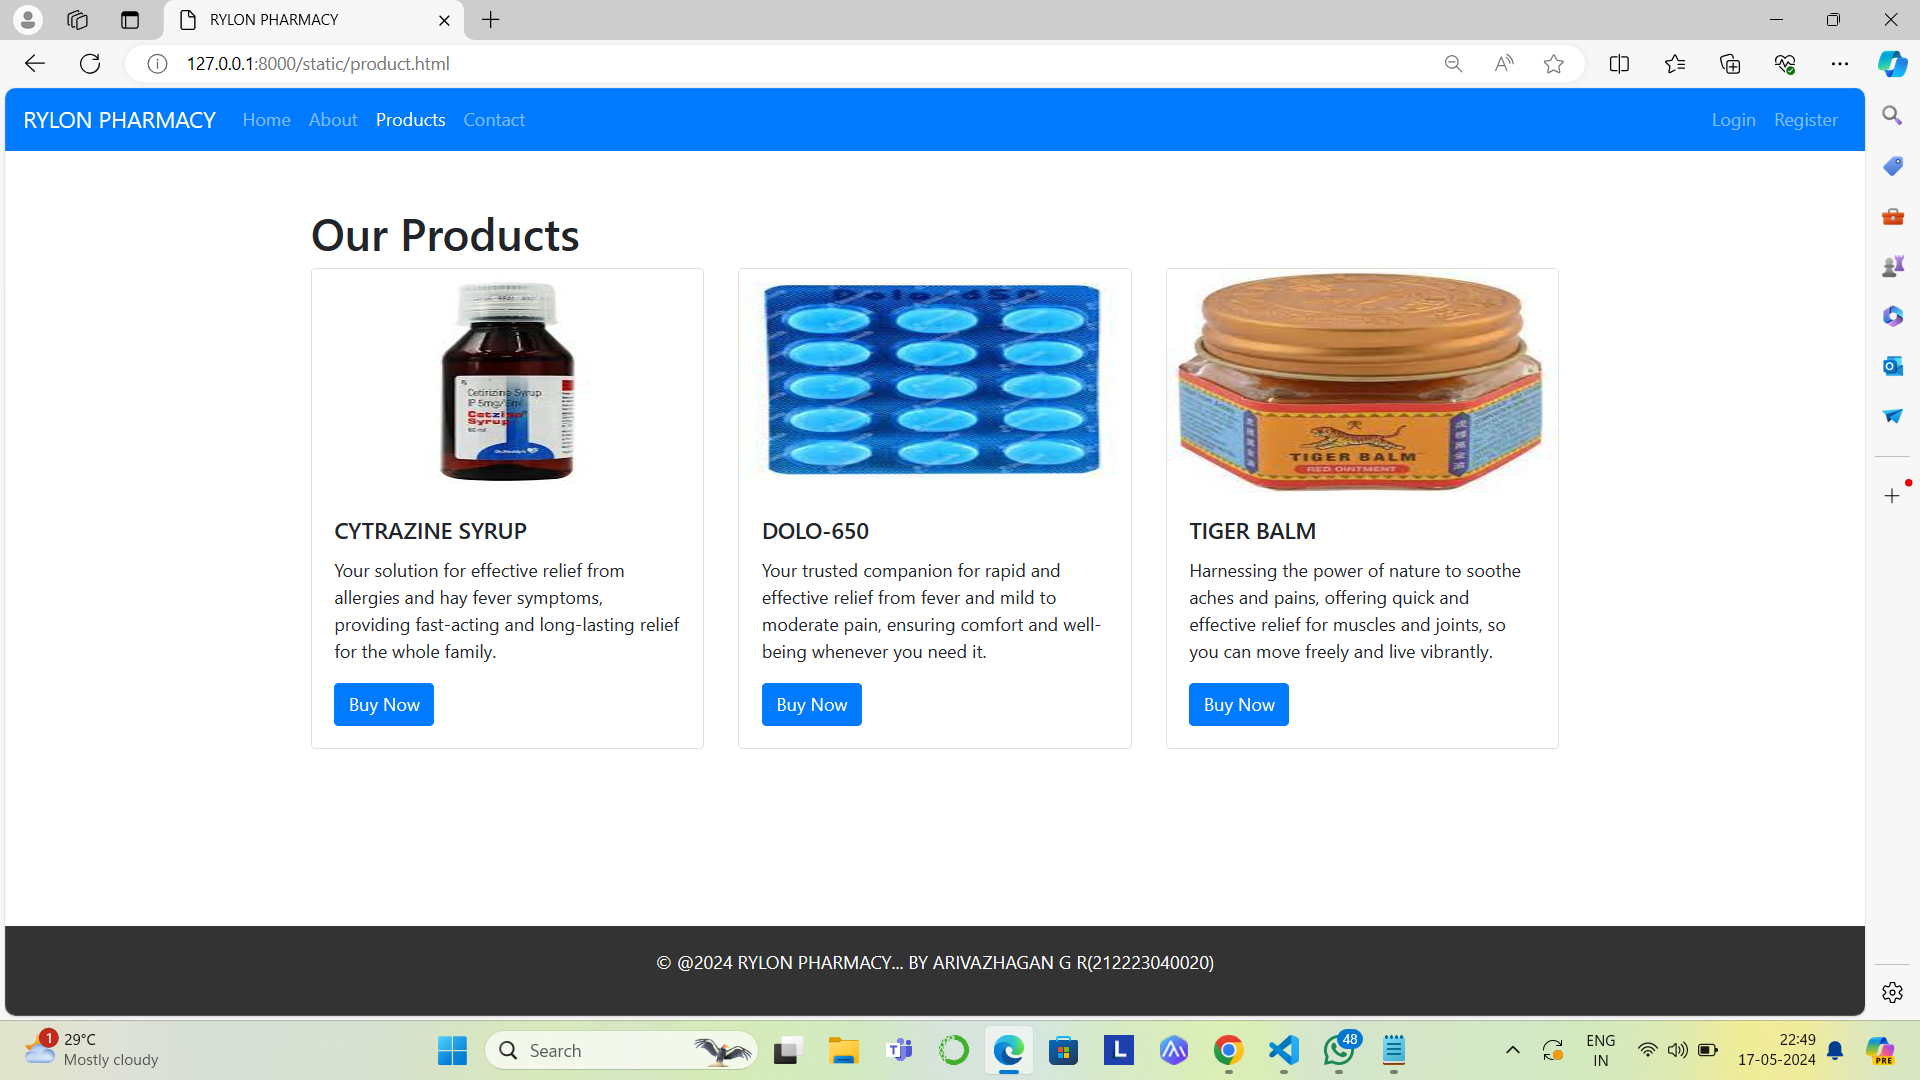 RYLON PHARMACY
127.0.0.1:8000/static/product.html
RYLON PHARMACY Home About Products Contact Login Register
Our Products
Cetirizine Syrup
IP 5mg/5ml
Cetzine
Syrup
60 ml
Dr.Reddy's
Dolo-650
TIGER BALM
RED OINTMENT
CYTRAZINE SYRUP
Your solution for effective relief from
allergies and hay fever symptoms,
providing fast-acting and long-lasting relief
for the whole family.
Buy Now
DOLO-650
Your trusted companion for rapid and
effective relief from fever and mild to
moderate pain, ensuring comfort and well-
being whenever you need it.
Buy Now
TIGER BALM
Harnessing the power of nature to soothe
aches and pains, offering quick and
effective relief for muscles and joints, so
you can move freely and live vibrantly.
Buy Now
© @2024 RYLON PHARMACY... BY ARIVAZHAGAN G R(212223040020)
1
29°C
Mostly cloudy
Search
L
48
ENG
IN
22:49
17-05-2024
PRE